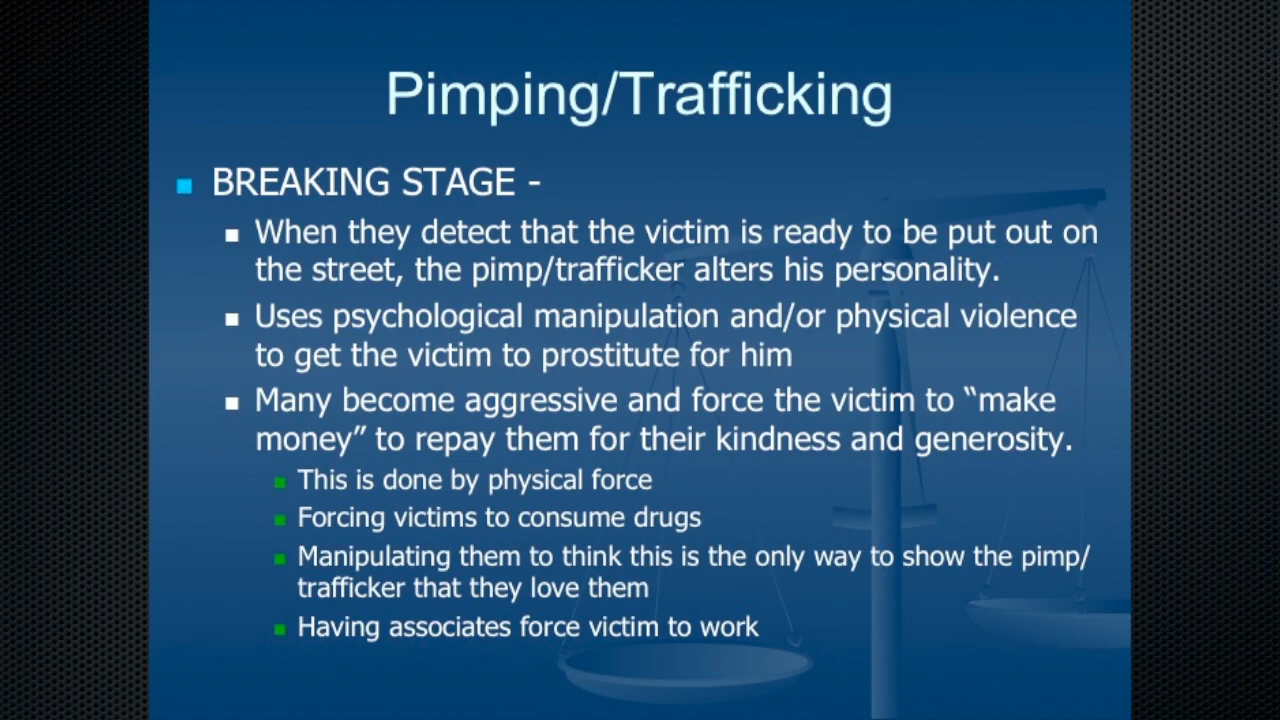 Pimping/Trafficking
BREAKING STAGE -
When they detect that the victim is ready to be put out on
the street, the pimp/trafficker alters his personality.
Uses psychological manipulation and/or physical violence
to get the victim to prostitute for him
Many become aggressive and force the victim to “make
money” to repay them for their kindness and generosity.
This is done by physical force
Forcing victims to consume drugs
Manipulating them to think this is the only way to show the pimp/
trafficker that they love them
Having associates force victim to work